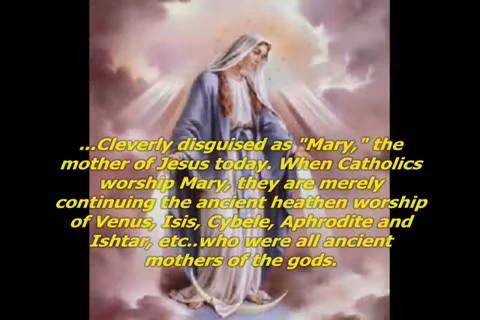 ...Cleverly disguised as "Mary," the
mother of Jesus today. When Catholics
worship Mary, they are merely
continuing the ancient heathen worship
of Venus, Isis, Cybele, Aphrodite and
Ishtar, etc..who were all ancient
mothers of the gods.